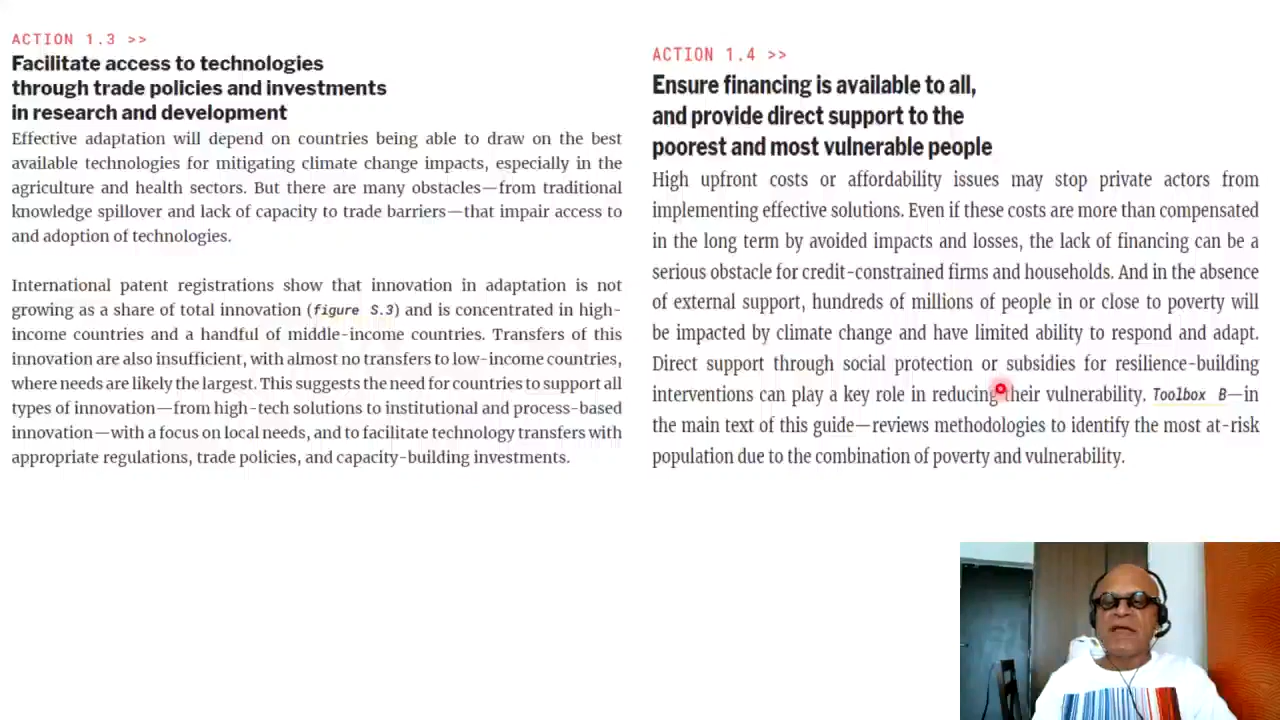 ACTION 1.3 >>
Facilitate access to technologies
through trade policies and investments
in research and development
Effective adaptation will depend on countries being able to draw on the best
available technologies for mitigating climate change impacts, especially in the
agriculture and health sectors. But there are many obstacles—from traditional
knowledge spillover and lack of capacity to trade barriers—that impair access to
and adoption of technologies.
International patent registrations show that innovation in adaptation is not
growing as a share of total innovation (figure S.3) and is concentrated in high-
income countries and a handful of middle-income countries. Transfers of this
innovation are also insufficient, with almost no transfers to low-income countries,
where needs are likely the largest. This suggests the need for countries to support all
types of innovation—from high-tech solutions to institutional and process-based
innovation—with a focus on local needs, and to facilitate technology transfers with
appropriate regulations, trade policies, and capacity-building investments.
ACTION 1.4 >>
Ensure financing is available to all,
and provide direct support to the
poorest and most vulnerable people
High upfront costs or affordability issues may stop private actors from
implementing effective solutions. Even if these costs are more than compensated
in the long term by avoided impacts and losses, the lack of financing can be a
serious obstacle for credit-constrained firms and households. And in the absence
of external support, hundreds of millions of people in or close to poverty will
be impacted by climate change and have limited ability to respond and adapt.
Direct support through social protection or subsidies for resilience-building
interventions can play a key role in reducing their vulnerability. Toolbox B—in
the main text of this guide—reviews methodologies to identify the most at-risk
population due to the combination of poverty and vulnerability.